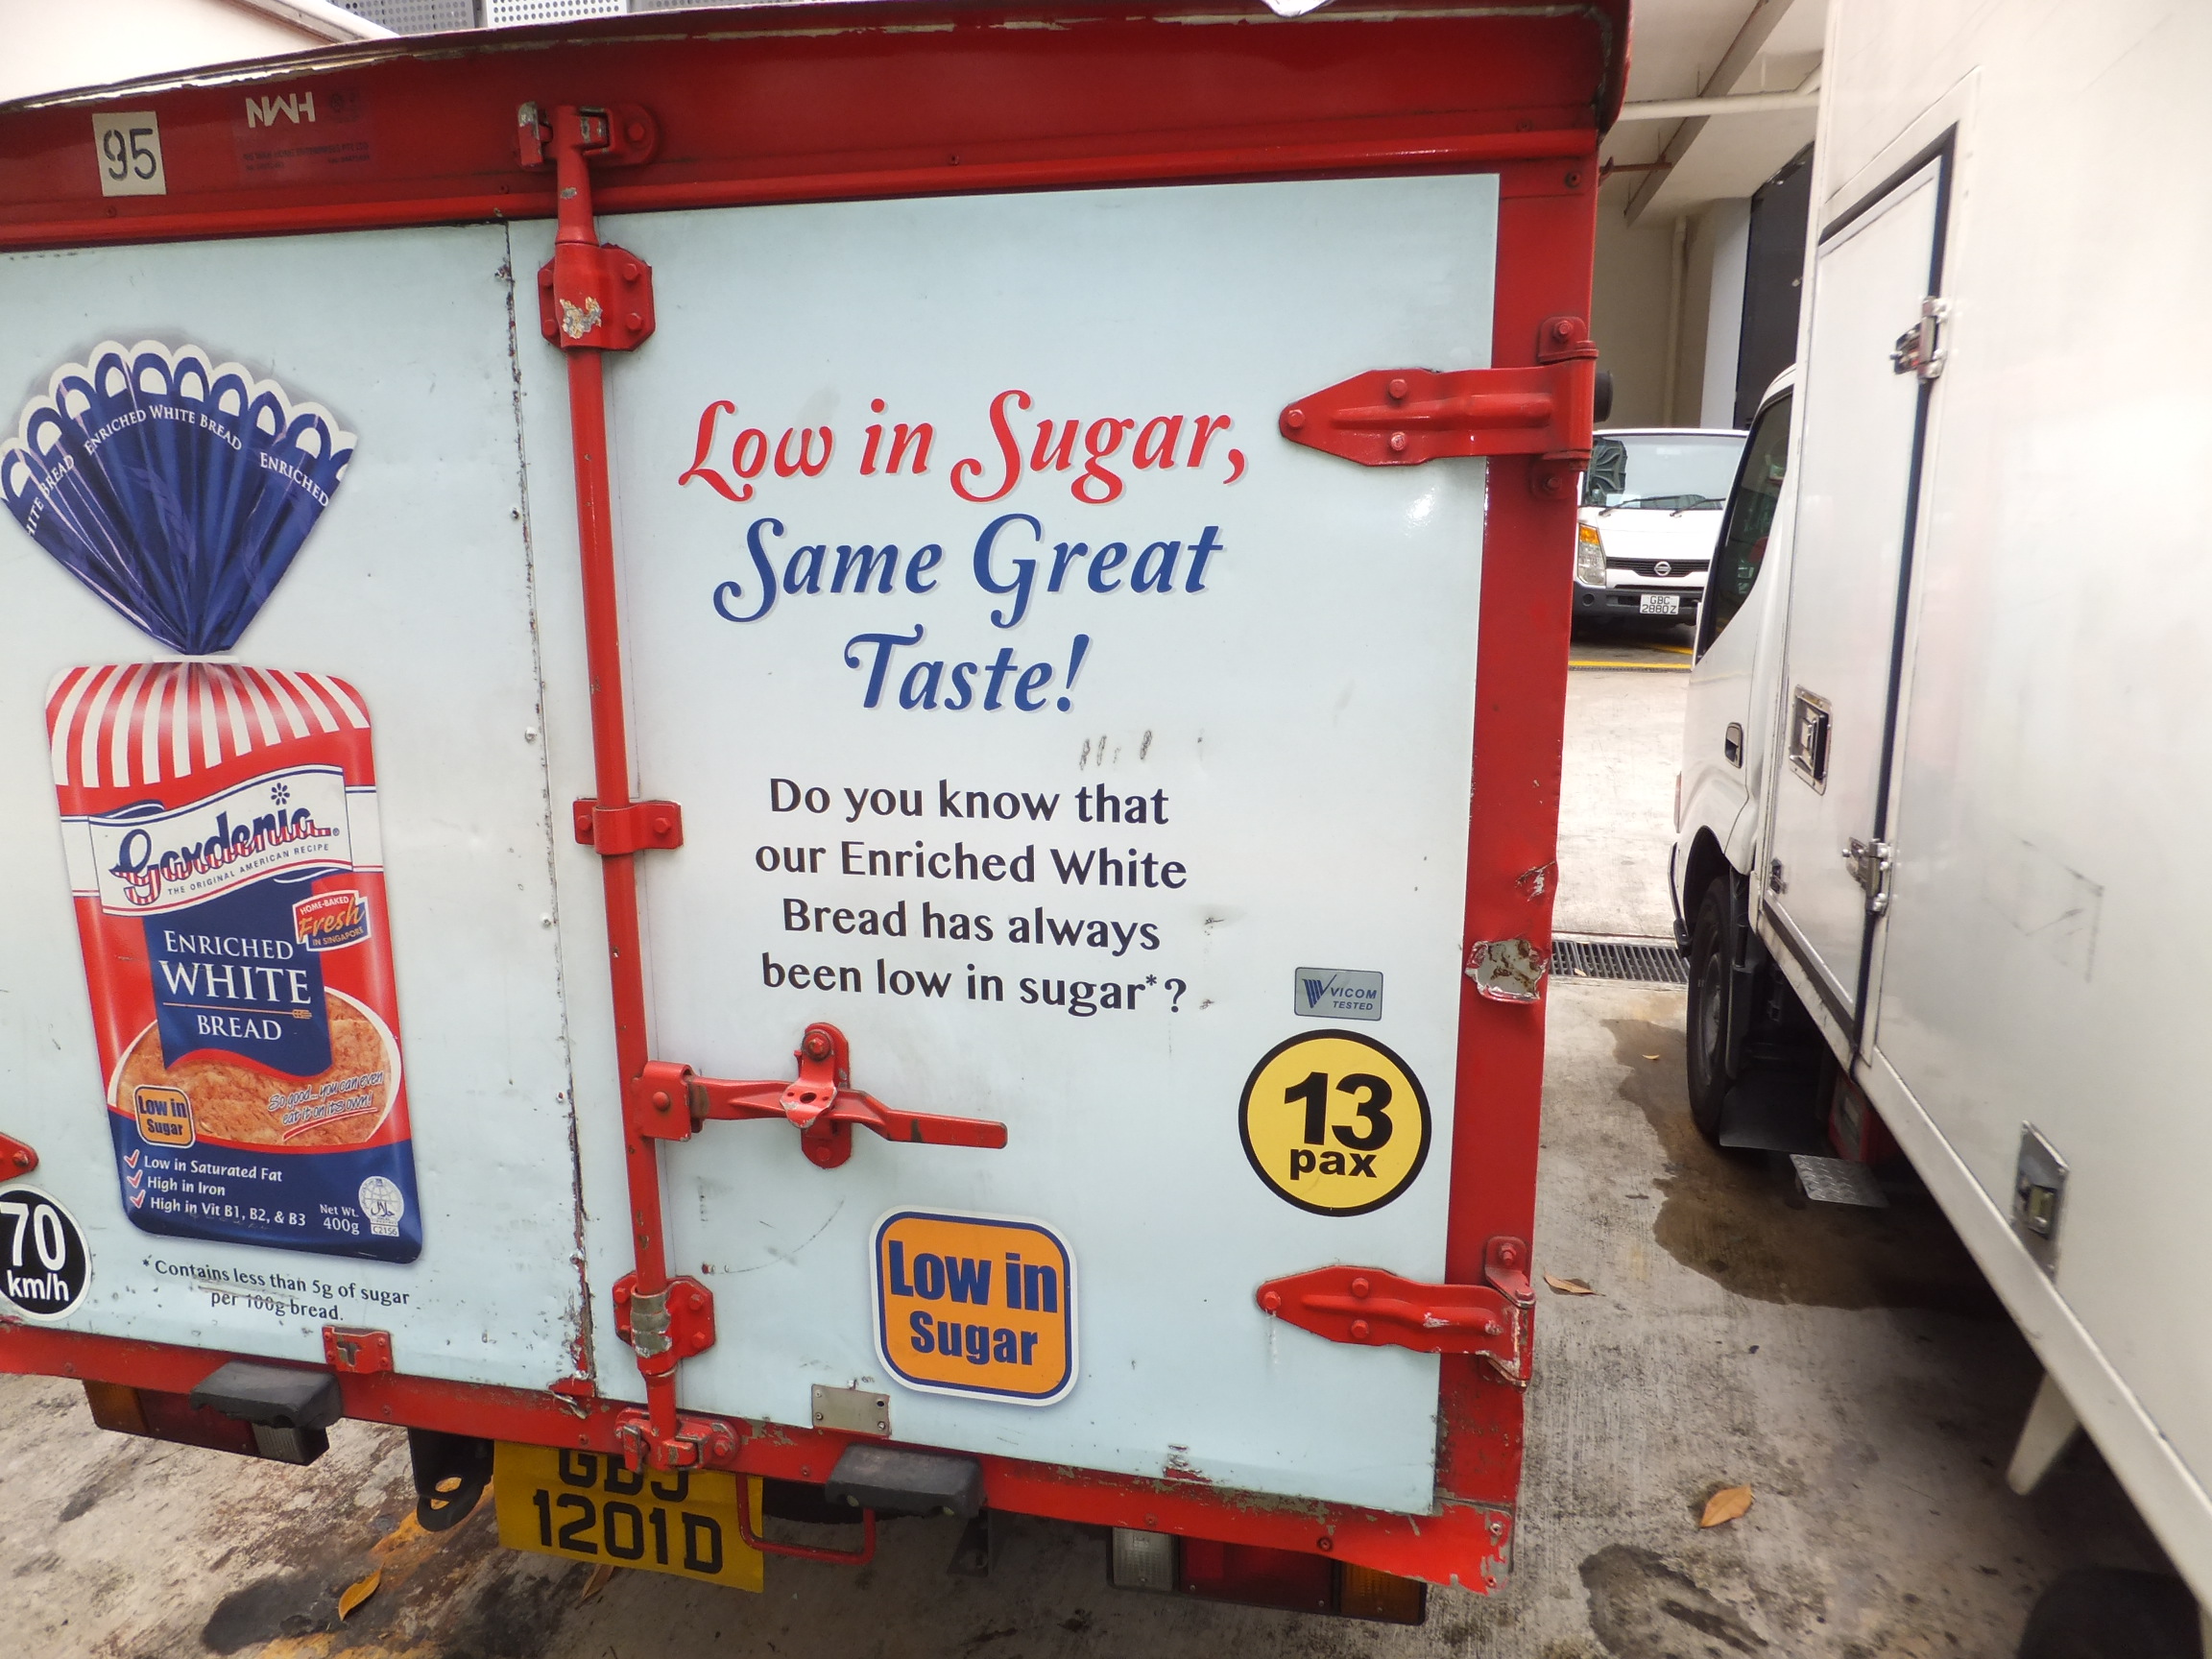 95
NWH
ENRICHED WHITE BREAD
ENRICHED
BREAD
Low in Sugar,
Same Great
Taste!
Do you know that
our Enriched White
Bread has always
been low in sugar*?
Gardenia
THE ORIGINAL AMERICAN RECIPE
HOME-BAKED
Fresh
IN SINGAPORE
ENRICHED
WHITE
BREAD
So good... you can even
eat it on its own!
Low in
Sugar
Low in Saturated Fat
High in Iron
High in Vit B1, B2, & B3
Net Wt.
400g
*Contains less than 5g of sugar
per 100g bread.
70
km/h
VICOM
TESTED
13
pax
Low in
Sugar
GBJ
1201D
GBC
2880Z